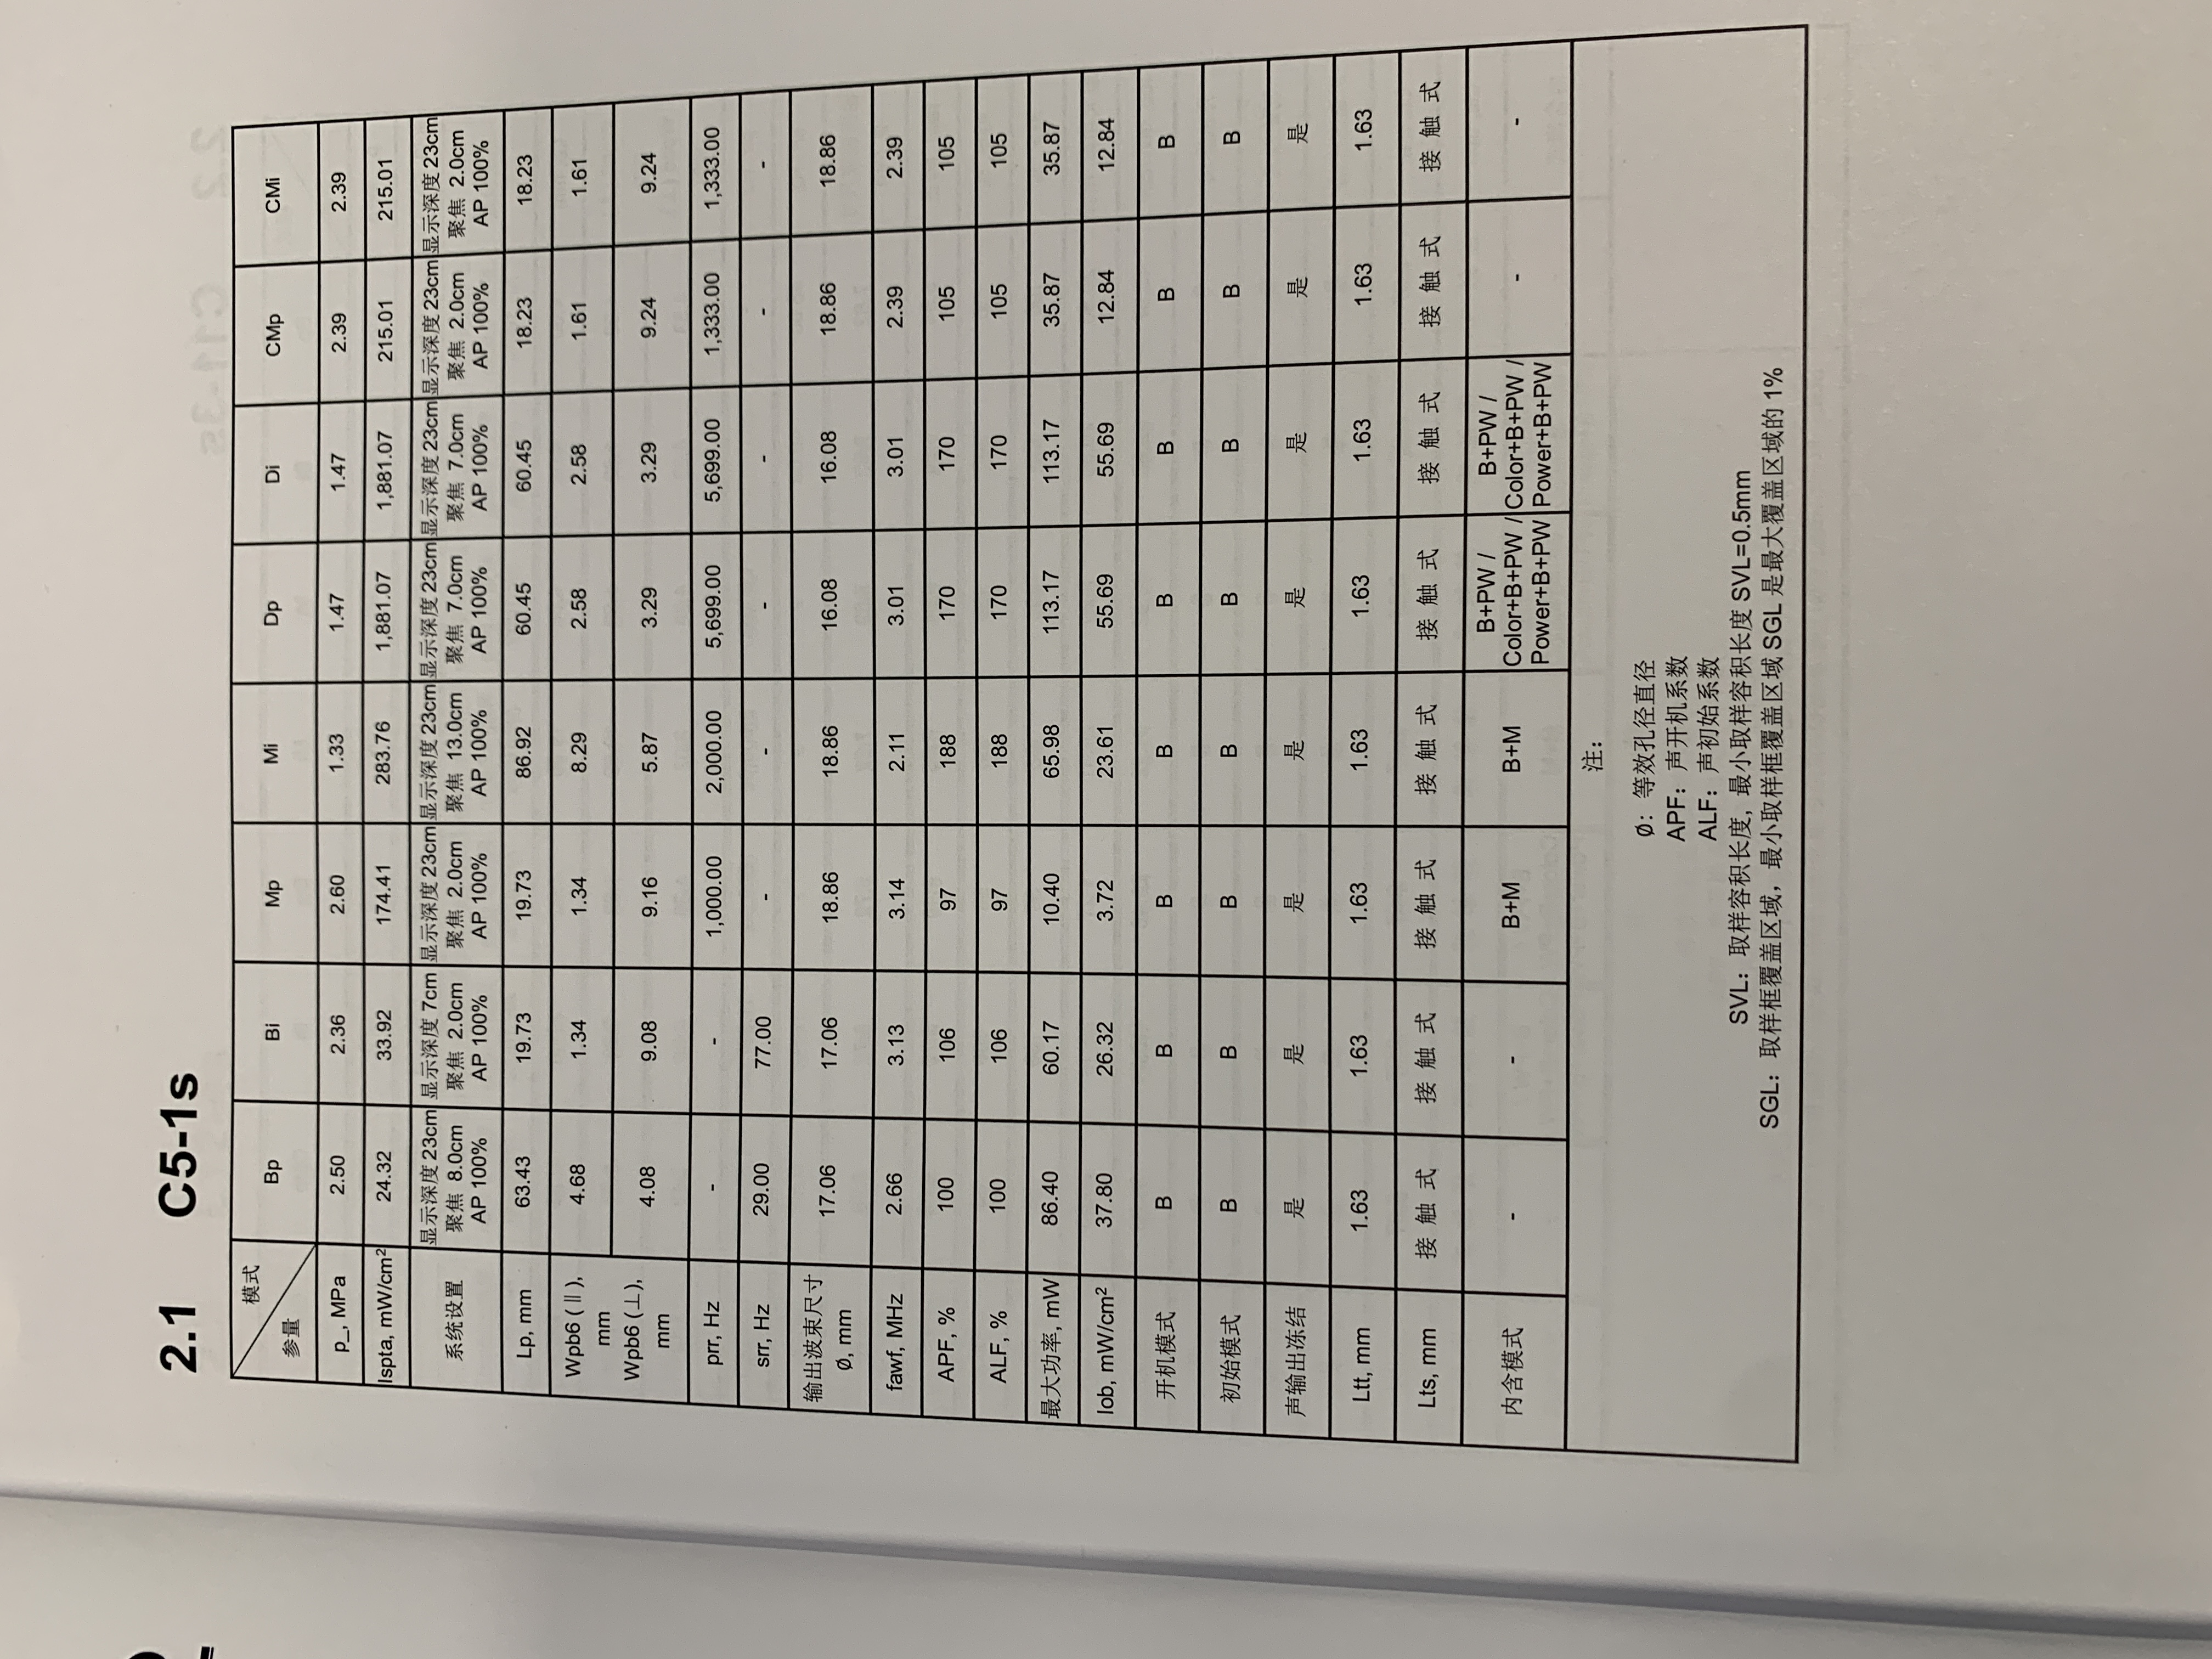 2.1 C5-1s
模式
参量 Bp Bi Mp Mi Dp Di CMp CMi
p_, MPa 2.50 2.36 2.60 1.33 1.47 1.47 2.39 2.39
Ispta, mW/cm² 24.32 33.92 174.41 283.76 1,881.07 1,881.07 215.01 215.01
显示深度 23cm 显示深度 7cm 显示深度 23cm 显示深度 23cm 显示深度 23cm 显示深度 23cm 显示深度 23cm 显示深度 23cm
系统设置 聚焦 8.0cm 聚焦 2.0cm 聚焦 2.0cm 聚焦 13.0cm 聚焦 7.0cm 聚焦 7.0cm 聚焦 2.0cm 聚焦 2.0cm
AP 100% AP 100% AP 100% AP 100% AP 100% AP 100% AP 100% AP 100%
Lp, mm 63.43 19.73 19.73 86.92 60.45 60.45 18.23 18.23
Wpb6 (∥), 4.68 1.34 1.34 8.29 2.58 2.58 1.61 1.61
mm
Wpb6 (⊥), 4.08 9.08 9.16 5.87 3.29 3.29 9.24 9.24
mm
prr, Hz - - 1,000.00 2,000.00 5,699.00 5,699.00 1,333.00 1,333.00
srr, Hz 29.00 77.00 - - - - - -
输出波束尺寸 17.06 17.06 18.86 18.86 16.08 16.08 18.86 18.86
Ø, mm
fawf, MHz 2.66 3.13 3.14 2.11 3.01 3.01 2.39 2.39
APF, % 100 106 97 188 170 170 105 105
ALF, % 100 106 97 188 170 170 105 105
最大功率, mW 86.40 60.17 10.40 65.98 113.17 113.17 35.87 35.87
Iob, mW/cm² 37.80 26.32 3.72 23.61 55.69 55.69 12.84 12.84
开机模式 B B B B B B B B
初始模式 B B B B B B B B
声输出冻结 是 是 是 是 是 是 是 是
Ltt, mm 1.63 1.63 1.63 1.63 1.63 1.63 1.63 1.63
Lts, mm 接 触 式 接 触 式 接 触 式 接 触 式 接 触 式 接 触 式 接 触 式 接 触 式
B+PW / B+PW /
内含模式 - - B+M B+M Color+B+PW / Color+B+PW / - -
Power+B+PW Power+B+PW
注：
Ø：等效孔径直径
APF：声开机系数
ALF：声初始系数
SVL：取样容积长度, 最小取样容积长度 SVL=0.5mm
SGL：取样框覆盖区域，最小取样框覆盖区域 SGL 是最大覆盖区域的 1%